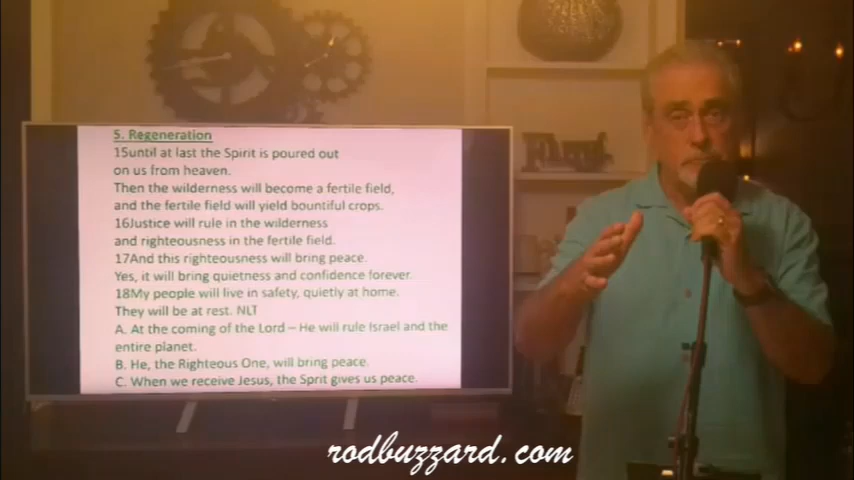 5. Regeneration
15until at last the Spirit is poured out
on us from heaven.
Then the wilderness will become a fertile field,
and the fertile field will yield bountiful crops.
16Justice will rule in the wilderness
and righteousness in the fertile field.
17And this righteousness will bring peace.
Yes, it will bring quietness and confidence forever.
18My people will live in safety, quietly at home.
They will be at rest. NLT
A. At the coming of the Lord – He will rule Israel and the
entire planet.
B. He, the Righteous One, will bring peace.
C. When we receive Jesus, the Sprit gives us peace.
rodbuzzard.com